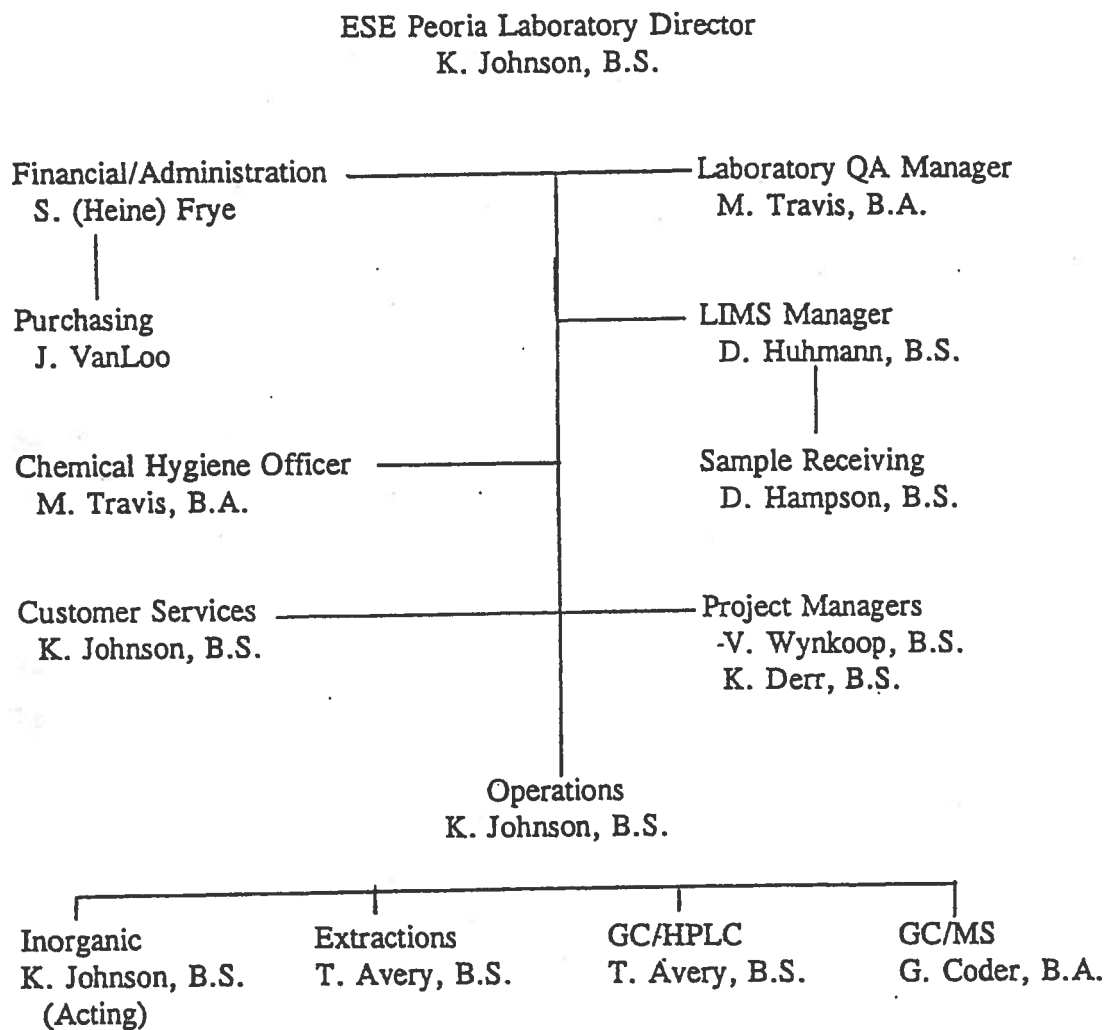 ESE Peoria Laboratory Director
K. Johnson, B.S.
Financial/Administration
S. (Heine) Frye
Laboratory QA Manager
M. Travis, B.A.
Purchasing
J. VanLoo
LIMS Manager
D. Huhmann, B.S.
Chemical Hygiene Officer
M. Travis, B.A.
Sample Receiving
D. Hampson, B.S.
Customer Services
K. Johnson, B.S.
Project Managers
-V. Wynkoop, B.S.
K. Derr, B.S.
Operations
K. Johnson, B.S.
Inorganic
K. Johnson, B.S.
(Acting)
Extractions
T. Avery, B.S.
GC/HPLC
T. Avery, B.S.
GC/MS
G. Coder, B.A.